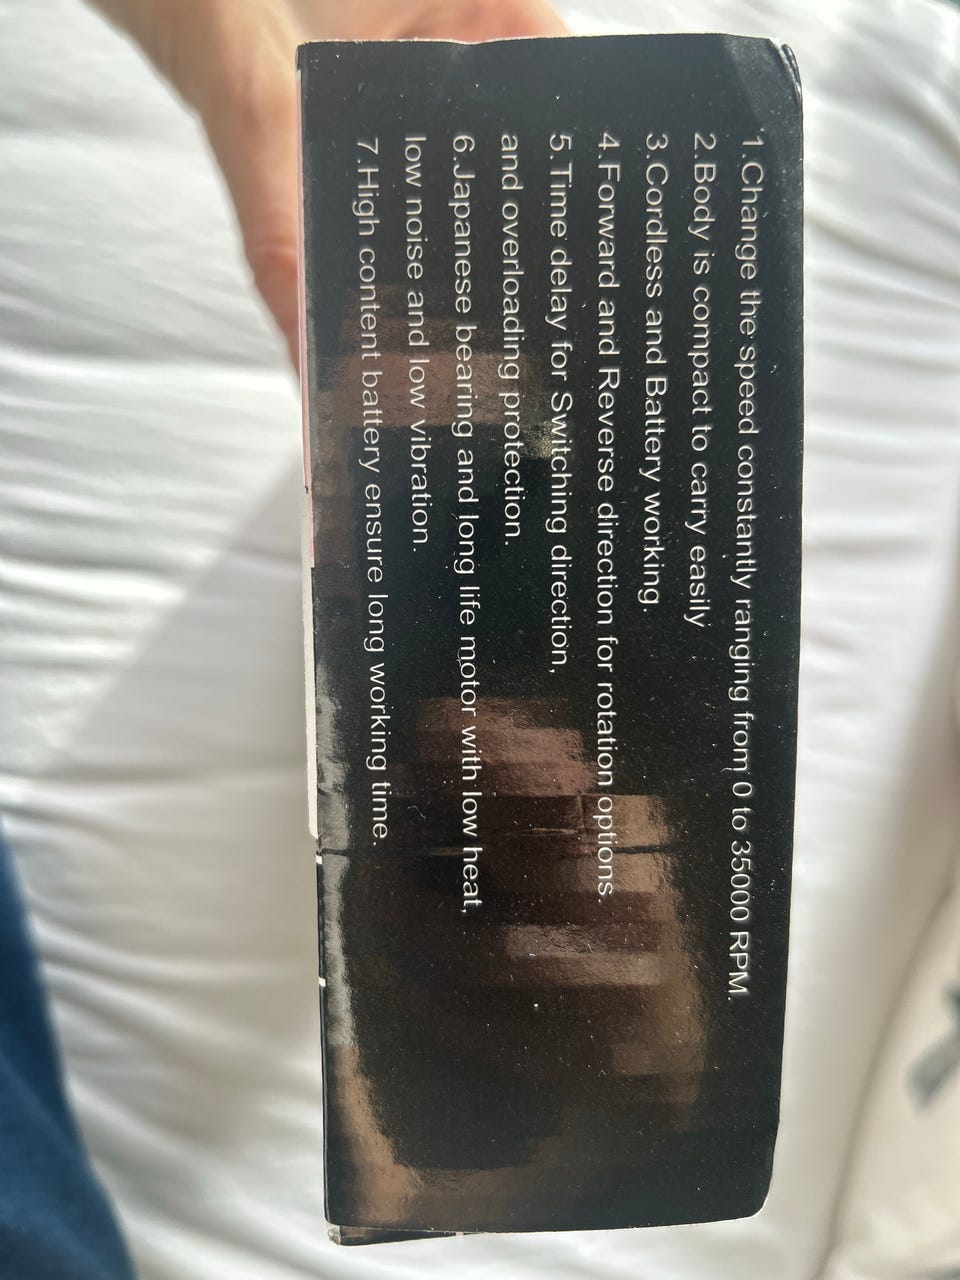 1.Change the speed constantly ranging from 0 to 35000 RPM.
2.Body is compact to carry easily
3.Cordless and Battery working
4.Forward and Reverse direction for rotation options.
5.Time delay for Switching direction,
and overloading protection.
6.Japanese bearing and long life motor with low heat,
low noise and low vibration.
7.High content battery ensure long working time.